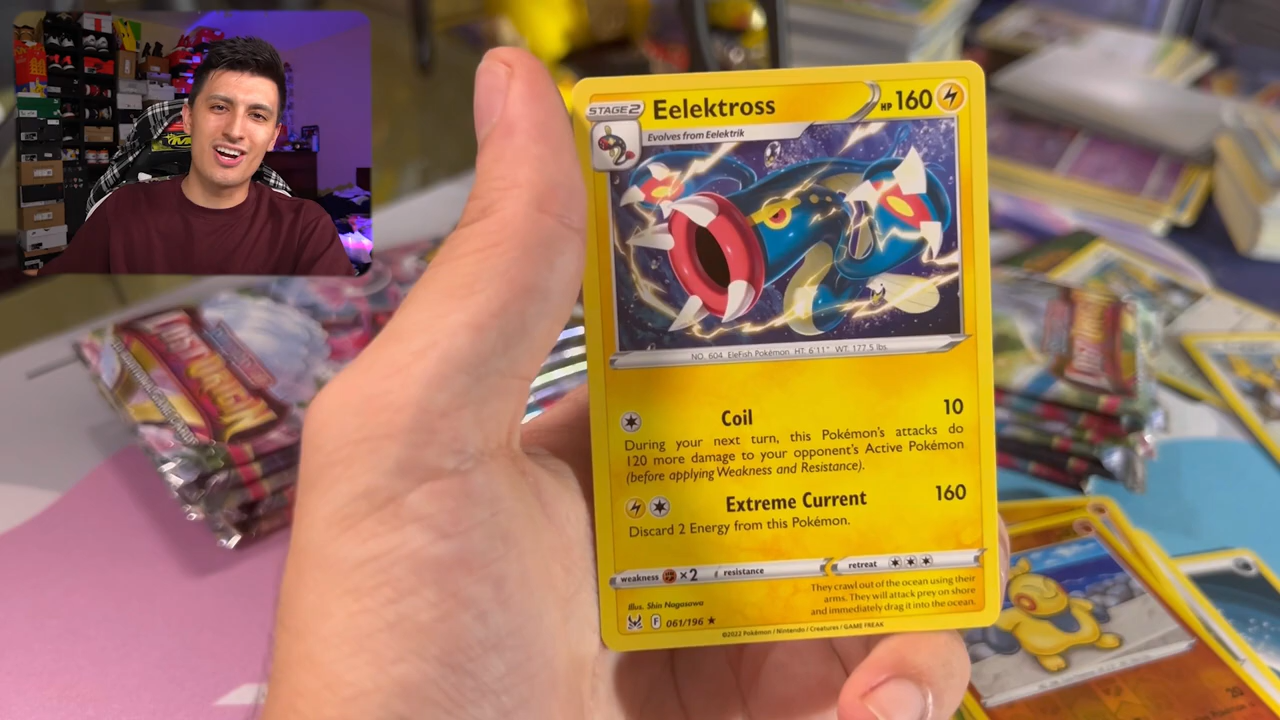 STAGE2
Eelektross
HP 160
Evolves from Eelektrik
NO. 604 EleFish Pokémon HT: 6'11" WT: 177.5 lbs.
Coil 10
During your next turn, this Pokémon's attacks do
120 more damage to your opponent's Active Pokémon
(before applying Weakness and Resistance).
Extreme Current 160
Discard 2 Energy from this Pokémon.
weakness ×2 resistance retreat
They crawl out of the ocean using their
arms. They will attack prey on shore
and immediately drag it into the ocean.
Illus. Shin Nagasawa
F 061/196 ★
©2022 Pokémon / Nintendo / Creatures / GAME FREAK
LOST ORIGIN
20